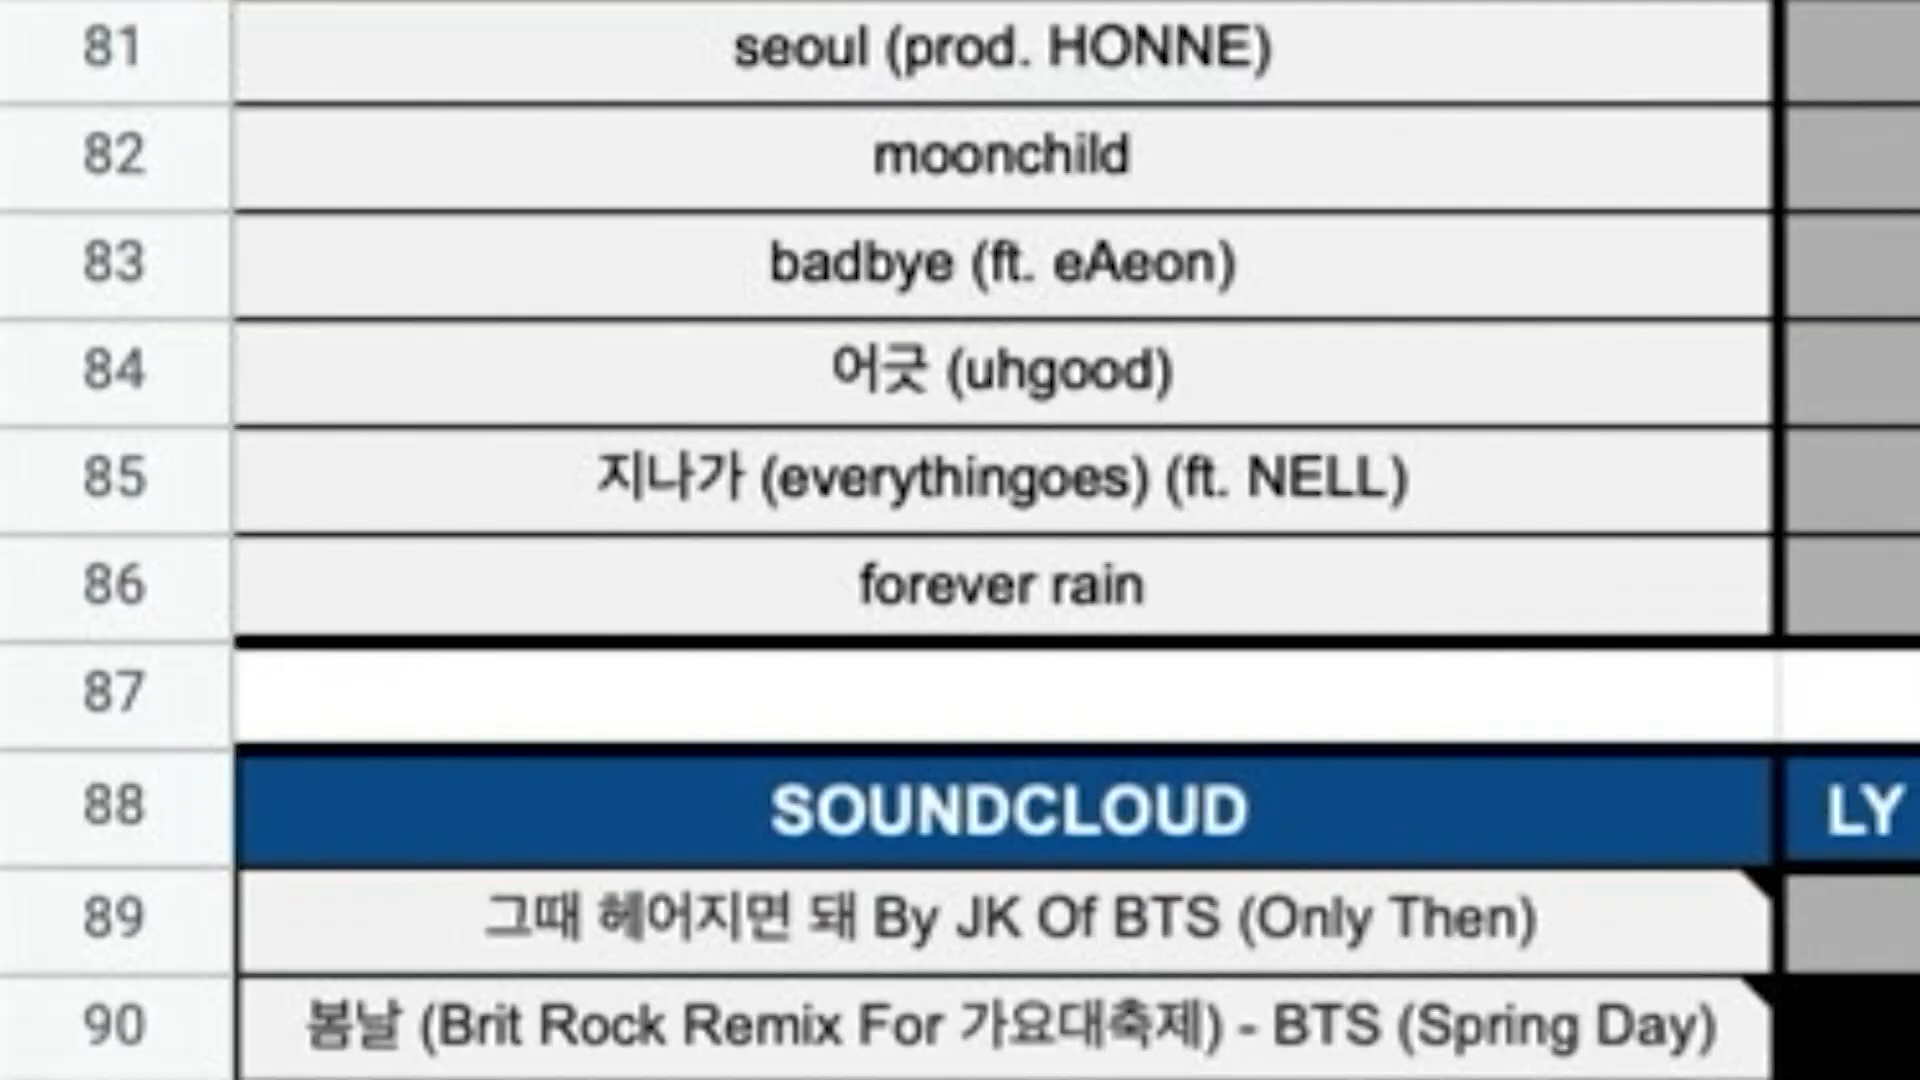 81 seoul (prod. HONNE)
82 moonchild
83 badbye (ft. eAeon)
84 어긋 (uhgood)
85 지나가 (everythingoes) (ft. NELL)
86 forever rain
87
88 SOUNDCLOUD LY
89 그때 헤어지면 돼 By JK Of BTS (Only Then)
90 봄날 (Brit Rock Remix For 가요대축제) - BTS (Spring Day)